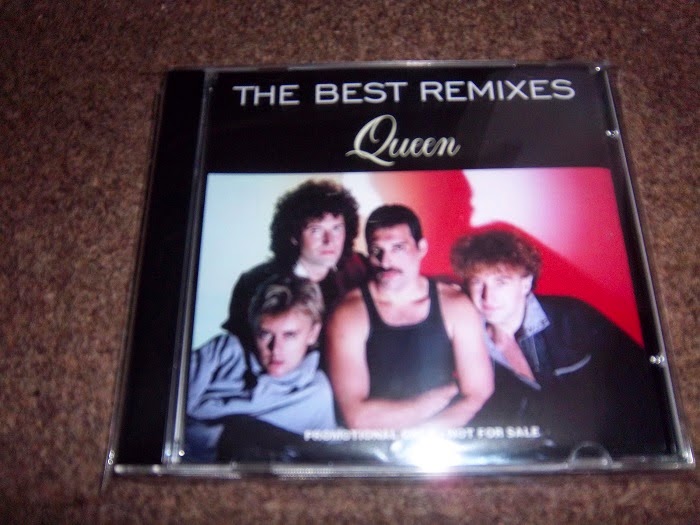 THE BEST REMIXES
Queen
PROMOTIONAL NOT FOR SALE